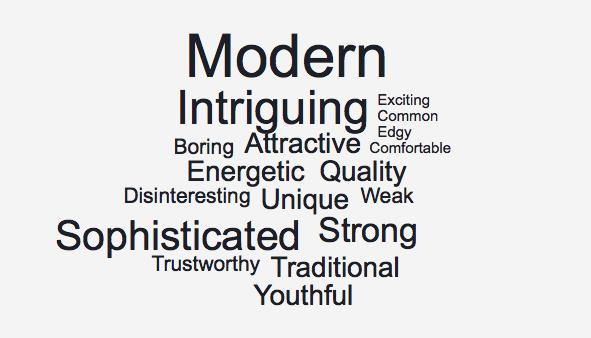 Modern
Intriguing Exciting
Common
Edgy
Boring Attractive Comfortable
Energetic Quality
Disinteresting Unique Weak
Sophisticated Strong
Trustworthy Traditional
Youthful